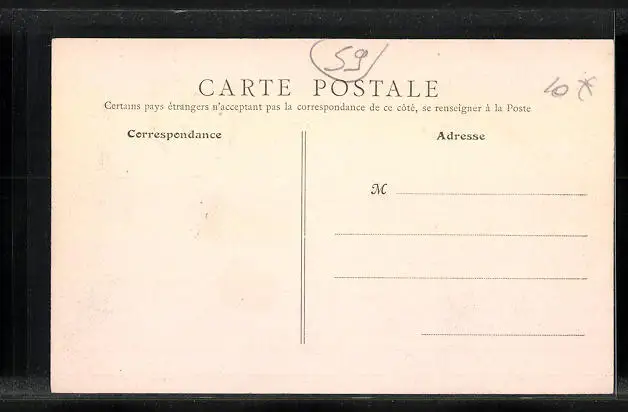 59
CARTE POSTALE
10*
Certains pays étrangers n'acceptant pas la correspondance de ce côté, se renseigner à la Poste
Correspondance
Adresse
M